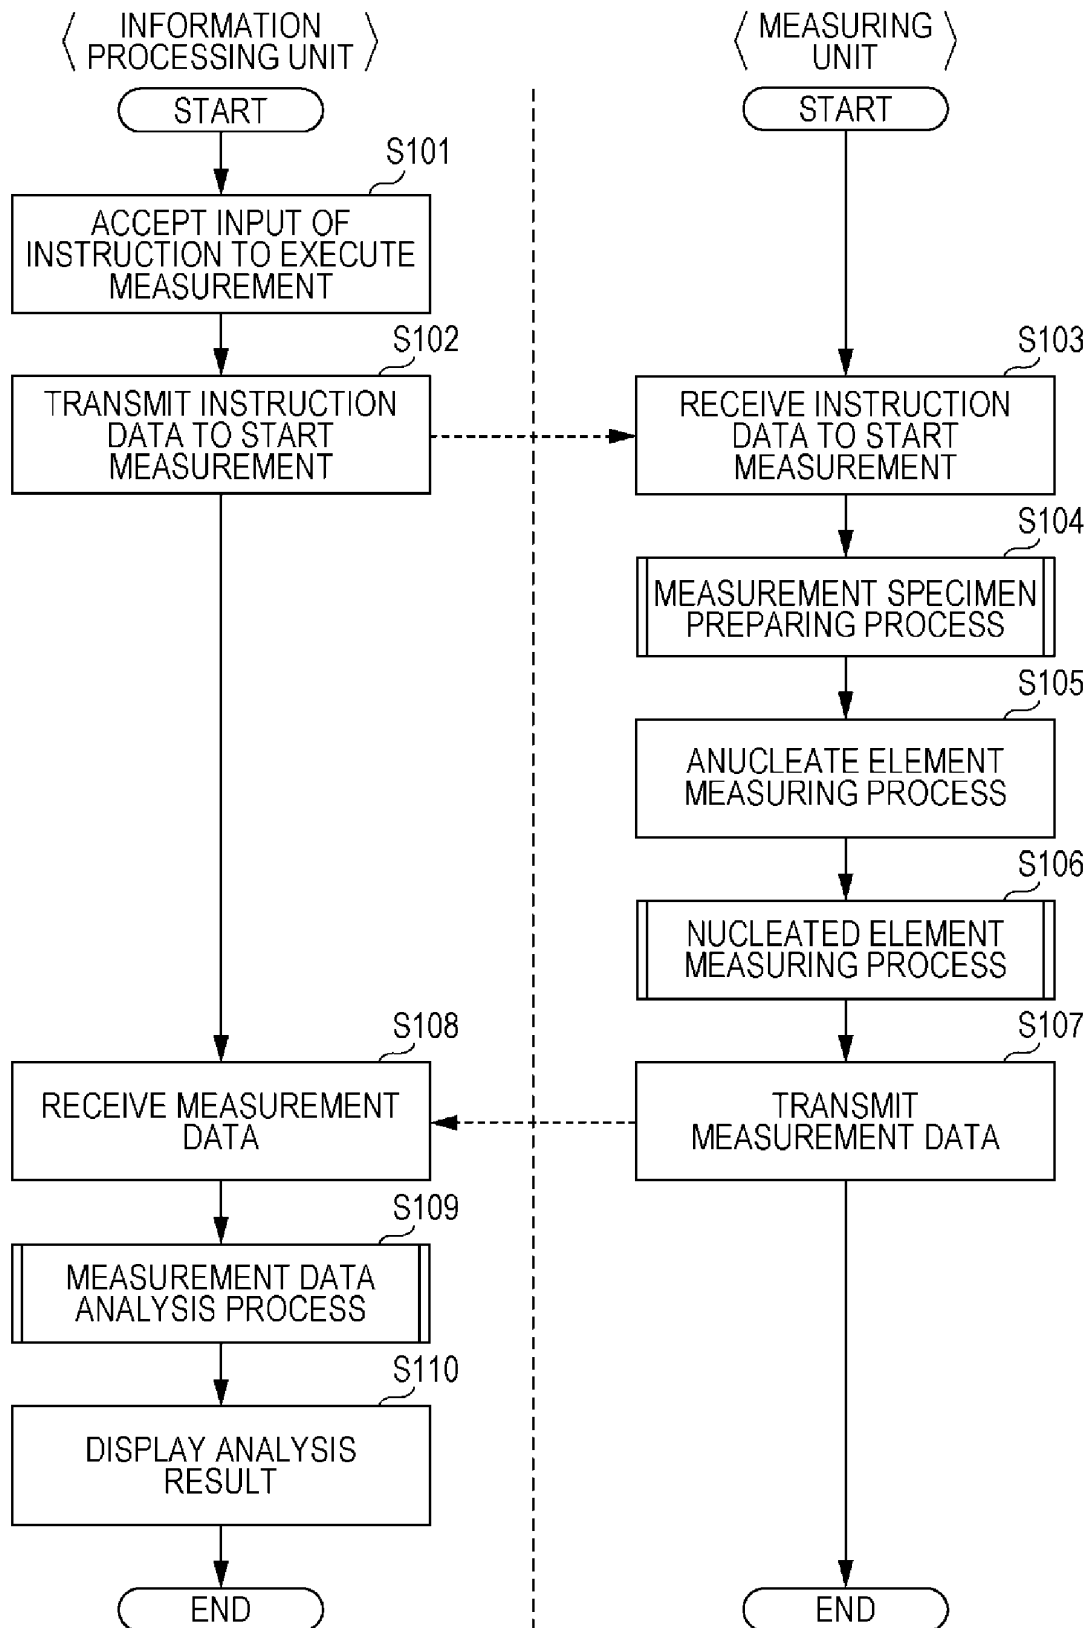 INFORMATION
PROCESSING UNIT
START
S101
ACCEPT INPUT OF
INSTRUCTION TO EXECUTE
MEASUREMENT
S102
TRANSMIT INSTRUCTION
DATA TO START
MEASUREMENT
S108
RECEIVE MEASUREMENT
DATA
S109
MEASUREMENT DATA
ANALYSIS PROCESS
S110
DISPLAY ANALYSIS
RESULT
END
MEASURING
UNIT
START
S103
RECEIVE INSTRUCTION
DATA TO START
MEASUREMENT
S104
MEASUREMENT SPECIMEN
PREPARING PROCESS
S105
ANUCLEATE ELEMENT
MEASURING PROCESS
S106
NUCLEATED ELEMENT
MEASURING PROCESS
S107
TRANSMIT
MEASUREMENT DATA
END